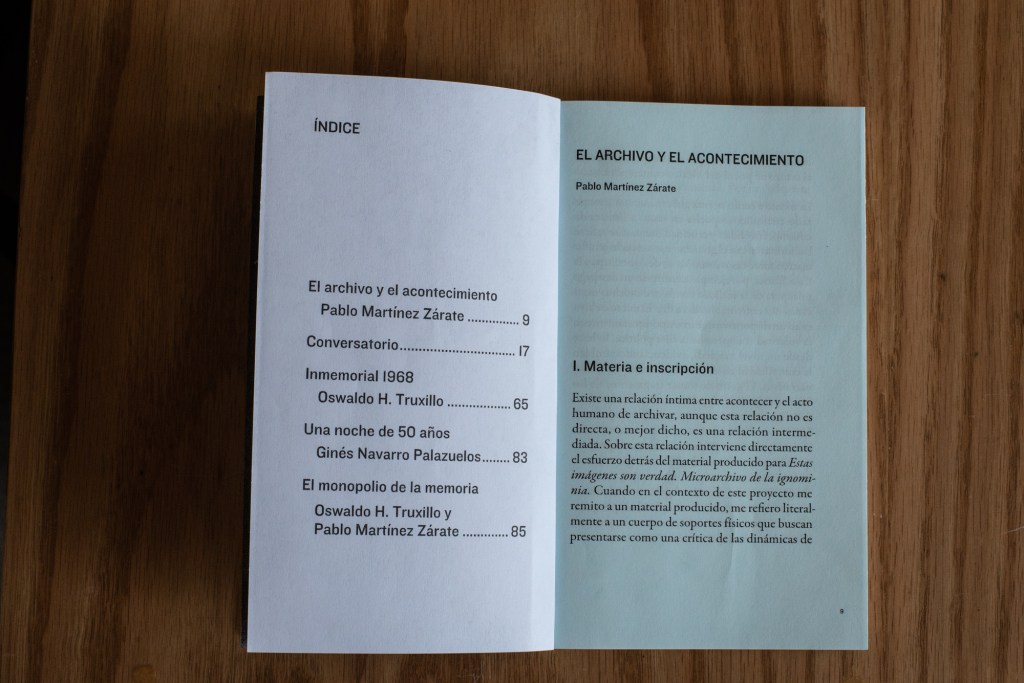 ÍNDICE
El archivo y el acontecimiento
Pablo Martínez Zárate ............... 9
Conversatorio.............................. 17
Inmemorial 1968
Oswaldo H. Truxillo .................. 65
Una noche de 50 años
Ginés Navarro Palazuelos........ 83
El monopolio de la memoria
Oswaldo H. Truxillo y
Pablo Martínez Zárate ............. 85
EL ARCHIVO Y EL ACONTECIMIENTO
Pablo Martínez Zárate
I. Materia e inscripción
Existe una relación íntima entre acontecer y el acto
humano de archivar, aunque esta relación no es
directa, o mejor dicho, es una relación interme-
diada. Sobre esta relación interviene directamente
el esfuerzo detrás del material producido para Estas
imágenes son verdad. Microarchivo de la ignomi-
nia. Cuando en el contexto de este proyecto me
remito a un material producido, me refiero literal-
mente a un cuerpo de soportes físicos que buscan
presentarse como una crítica de las dinámicas de